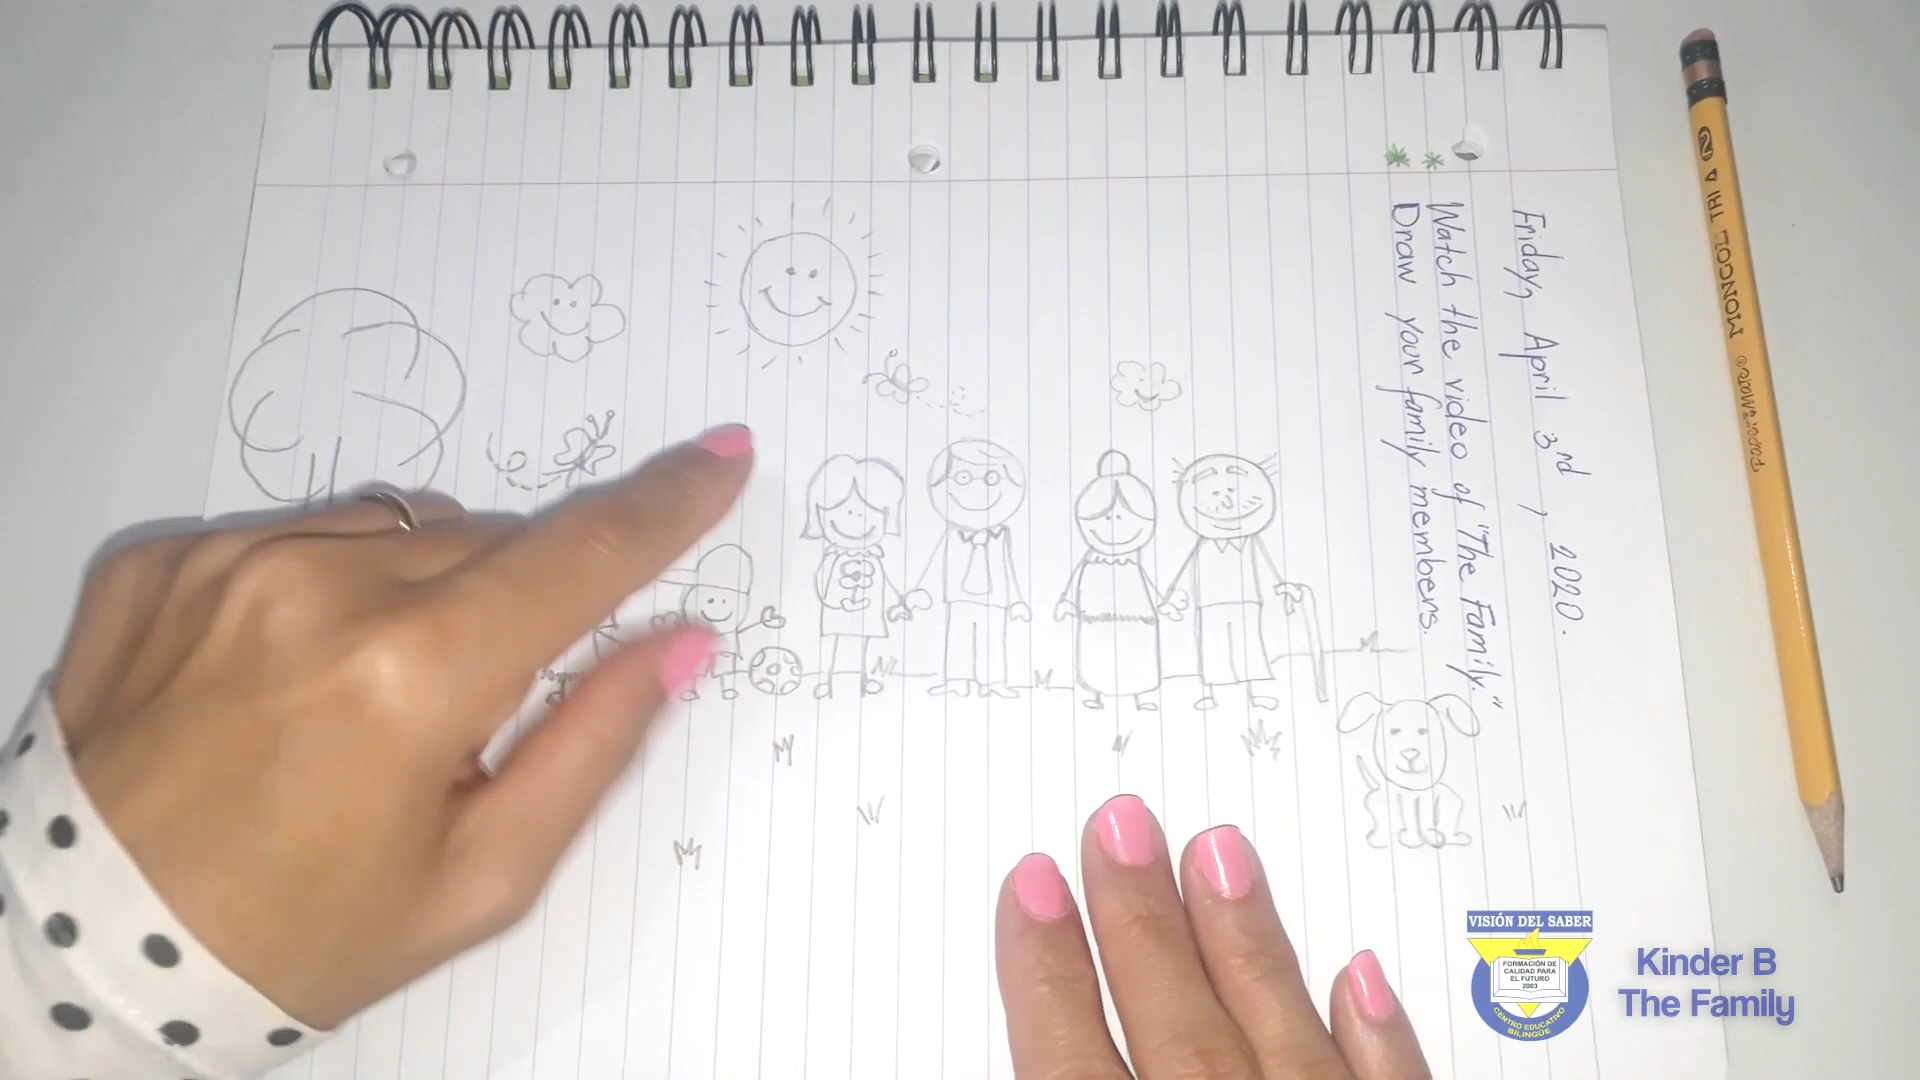 Friday, April 3rd, 2020.
* Watch the video of "The Family."
* Draw your family members.
2 MONGOL TRI
PaperMate®
VISIÓN DEL SABER
FORMACIÓN DE
CALIDAD PARA
EL FUTURO
2003
CENTRO EDUCATIVO
BILINGÜE
Kinder B
The Family